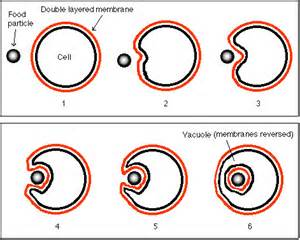 Food
particle
Double layered membrane
Cell
1
2
3
Vacuole (membranes reversed)
4
5
6